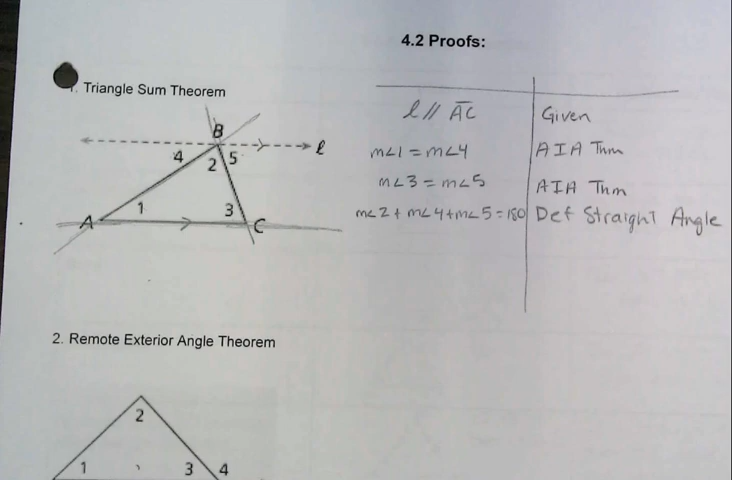 4.2 Proofs:
1. Triangle Sum Theorem
B
ℓ
4 2 5
A 1 3 C
ℓ // AC Given
m∠1 = m∠4 AIA Thm
m∠3 = m∠5 AIA Thm
m∠2 + m∠4 + m∠5 = 180 Def Straight Angle
2. Remote Exterior Angle Theorem
2
1 3 4